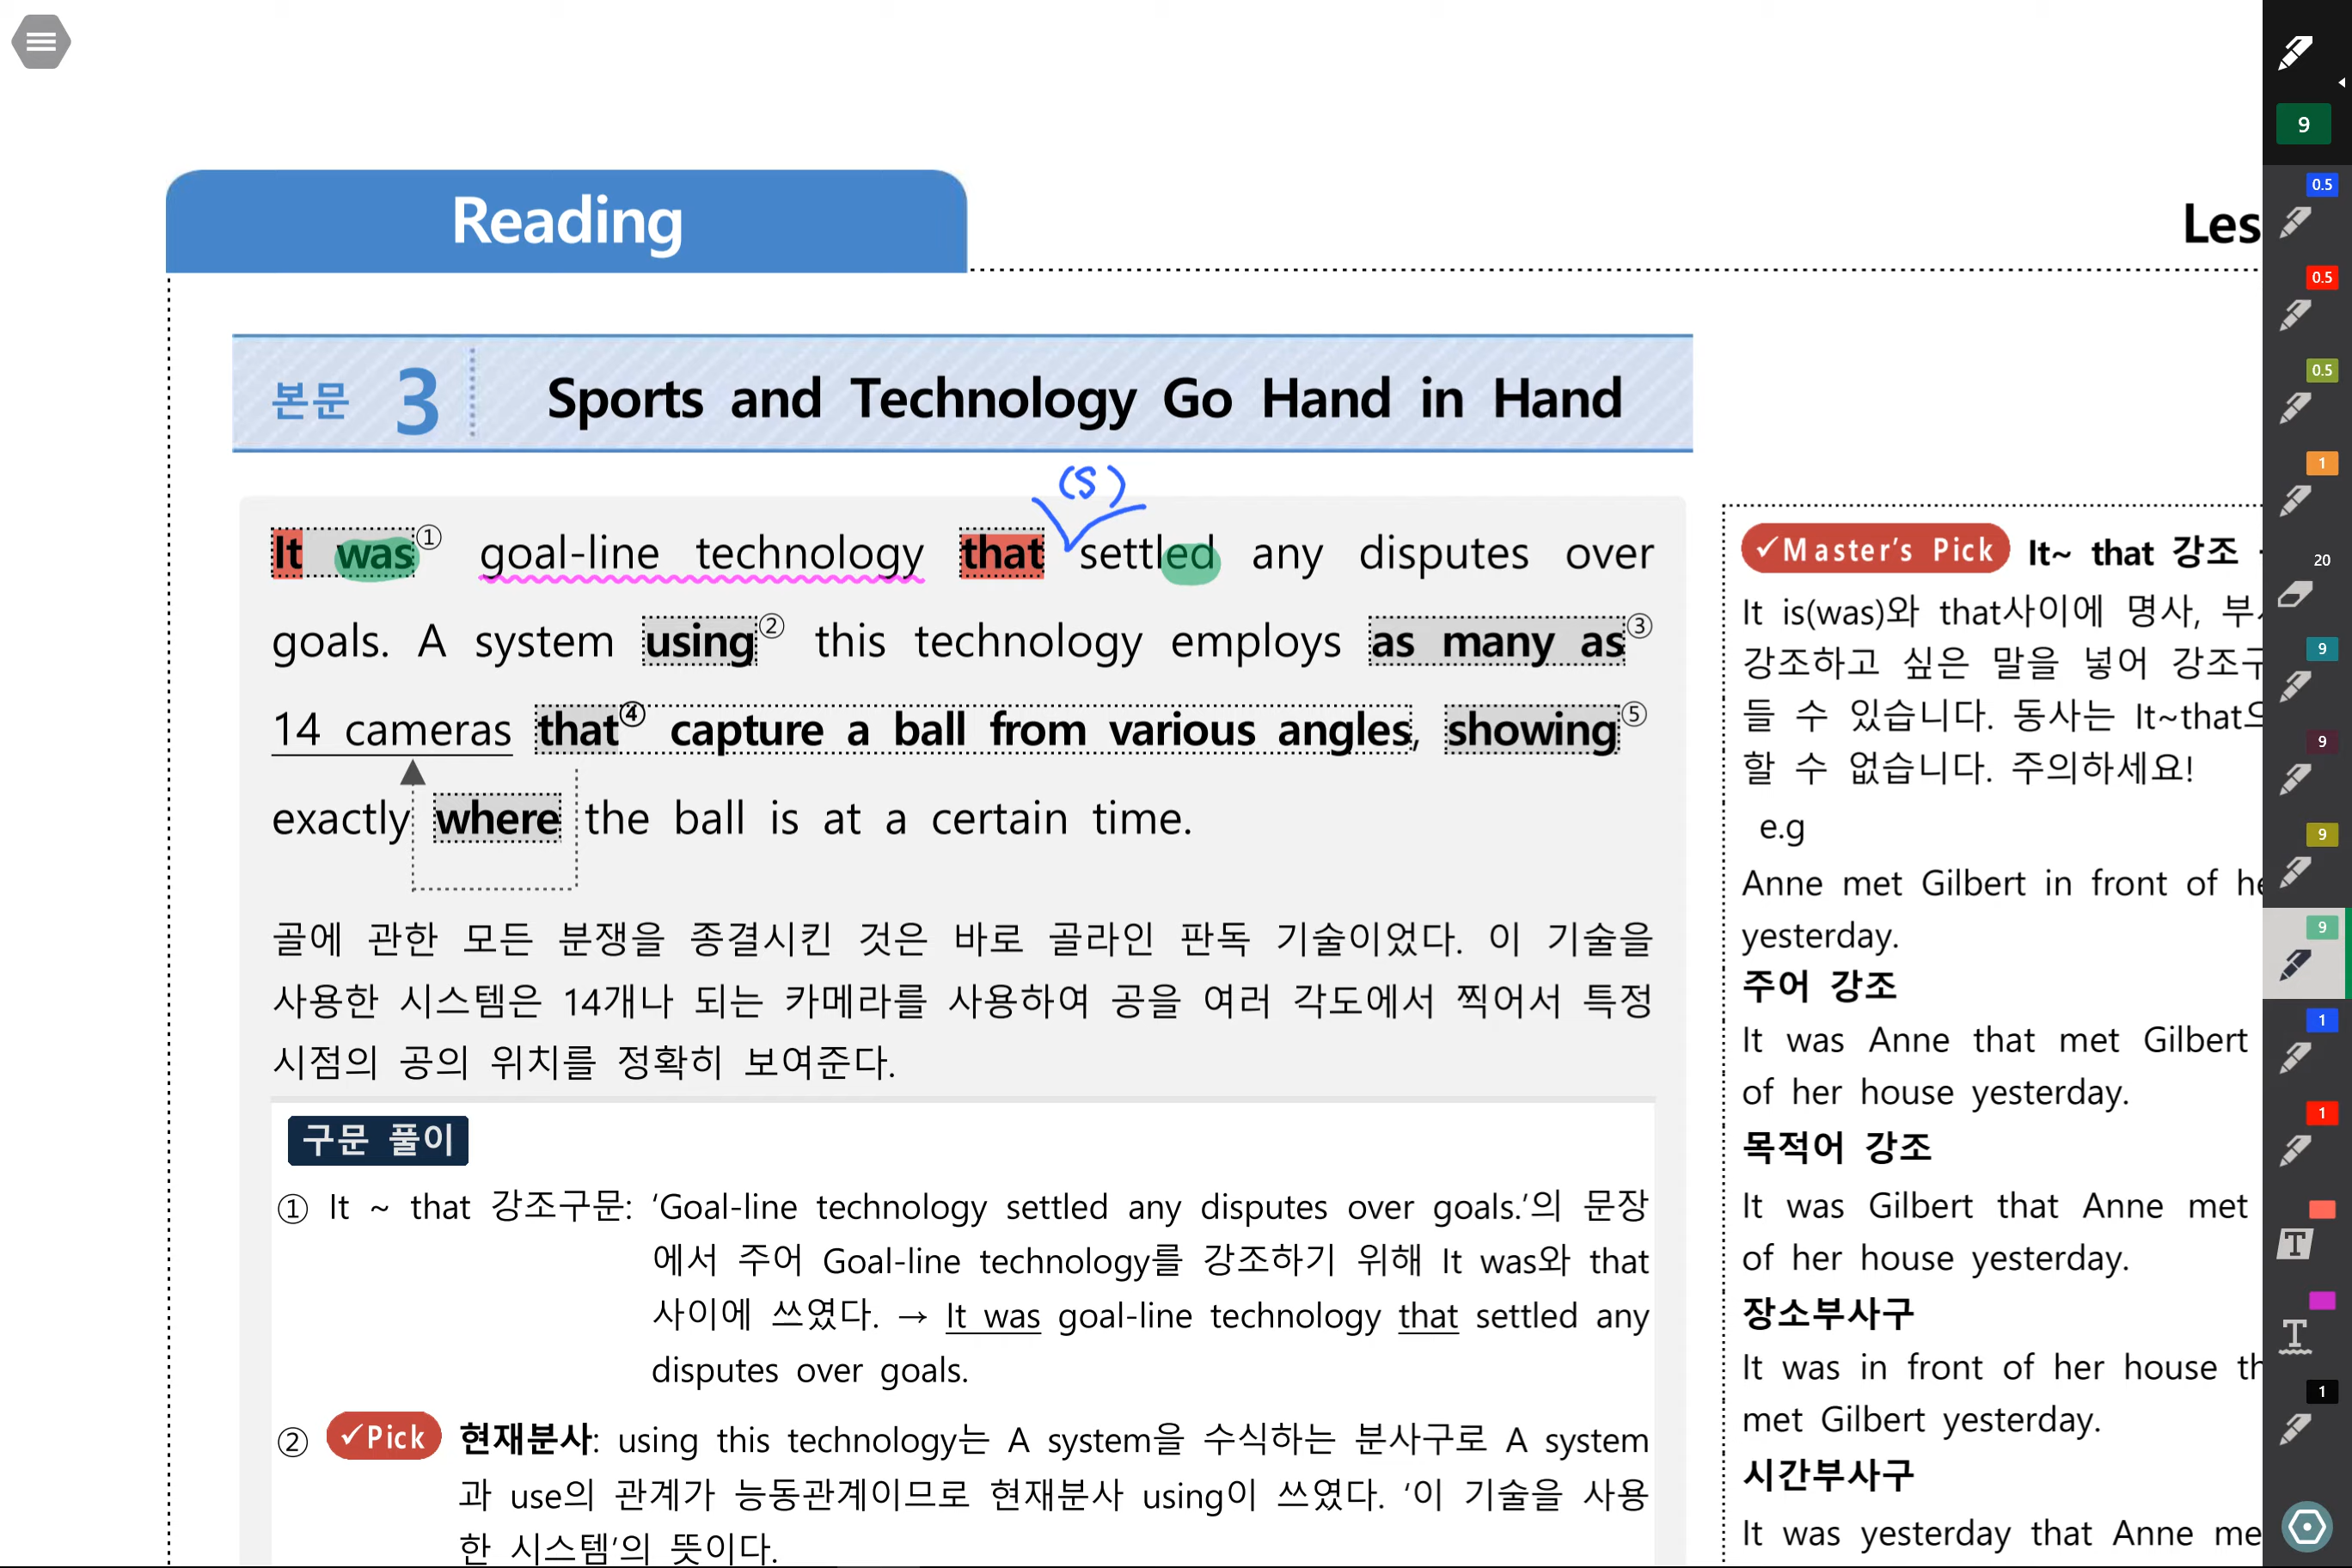 Reading
Les
본문 3 Sports and Technology Go Hand in Hand
(S)
It was① goal-line technology that settled any disputes over
goals. A system using② this technology employs as many as③
14 cameras that④ capture a ball from various angles, showing⑤
exactly where the ball is at a certain time.
골에 관한 모든 분쟁을 종결시킨 것은 바로 골라인 판독 기술이었다. 이 기술을
사용한 시스템은 14개나 되는 카메라를 사용하여 공을 여러 각도에서 찍어서 특정
시점의 공의 위치를 정확히 보여준다.
구문 풀이
① It ~ that 강조구문: ‘Goal-line technology settled any disputes over goals.’의 문장
에서 주어 Goal-line technology를 강조하기 위해 It was와 that
사이에 쓰였다. → It was goal-line technology that settled any
disputes over goals.
② ✓Pick 현재분사: using this technology는 A system을 수식하는 분사구로 A system
과 use의 관계가 능동관계이므로 현재분사 using이 쓰였다. ‘이 기술을 사용
한 시스템’의 뜻이다.
✓Master’s Pick It~ that 강조
It is(was)와 that사이에 명사,
강조하고 싶은 말을 넣어
들 수 있습니다. 동사는 It~that
할 수 없습니다. 주의하세요!
e.g
Anne met Gilbert in front of
yesterday.
주어 강조
It was Anne that met Gilbert
of her house yesterday.
목적어 강조
It was Gilbert that Anne met
of her house yesterday.
장소부사구
It was in front of her house
met Gilbert yesterday.
시간부사구
It was yesterday that Anne
9
0.5
0.5
0.5
1
20
9
9
9
9
1
1
T
T
1